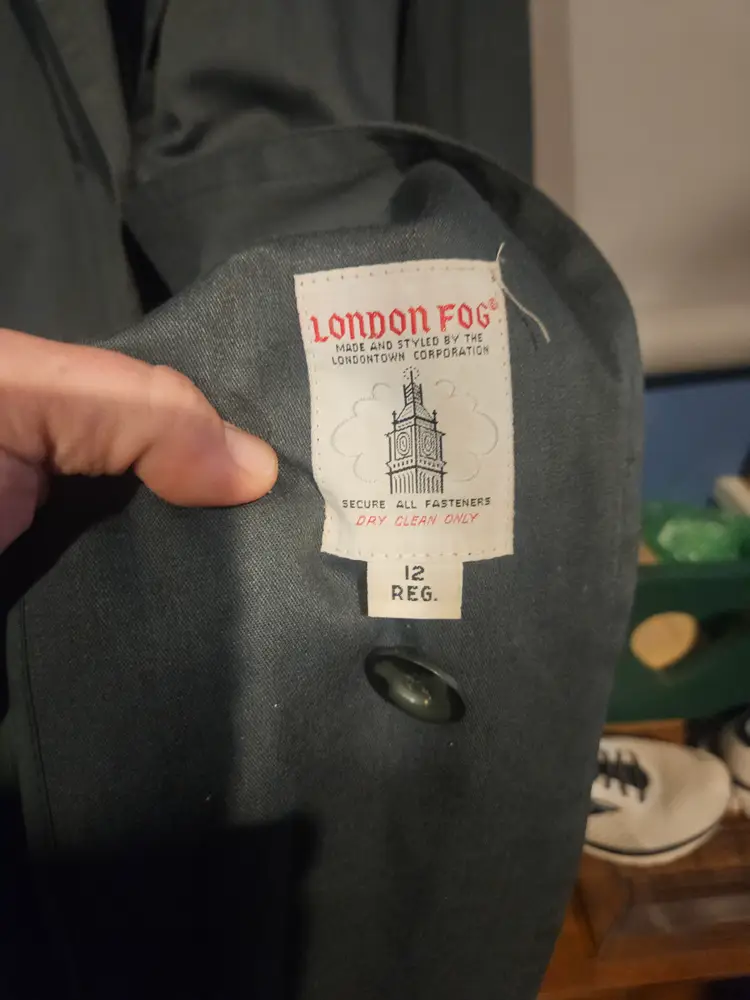 LONDON FOG®
MADE AND STYLED BY THE
LONDONTOWN CORPORATION
SECURE ALL FASTENERS
DRY CLEAN ONLY
12
REG.